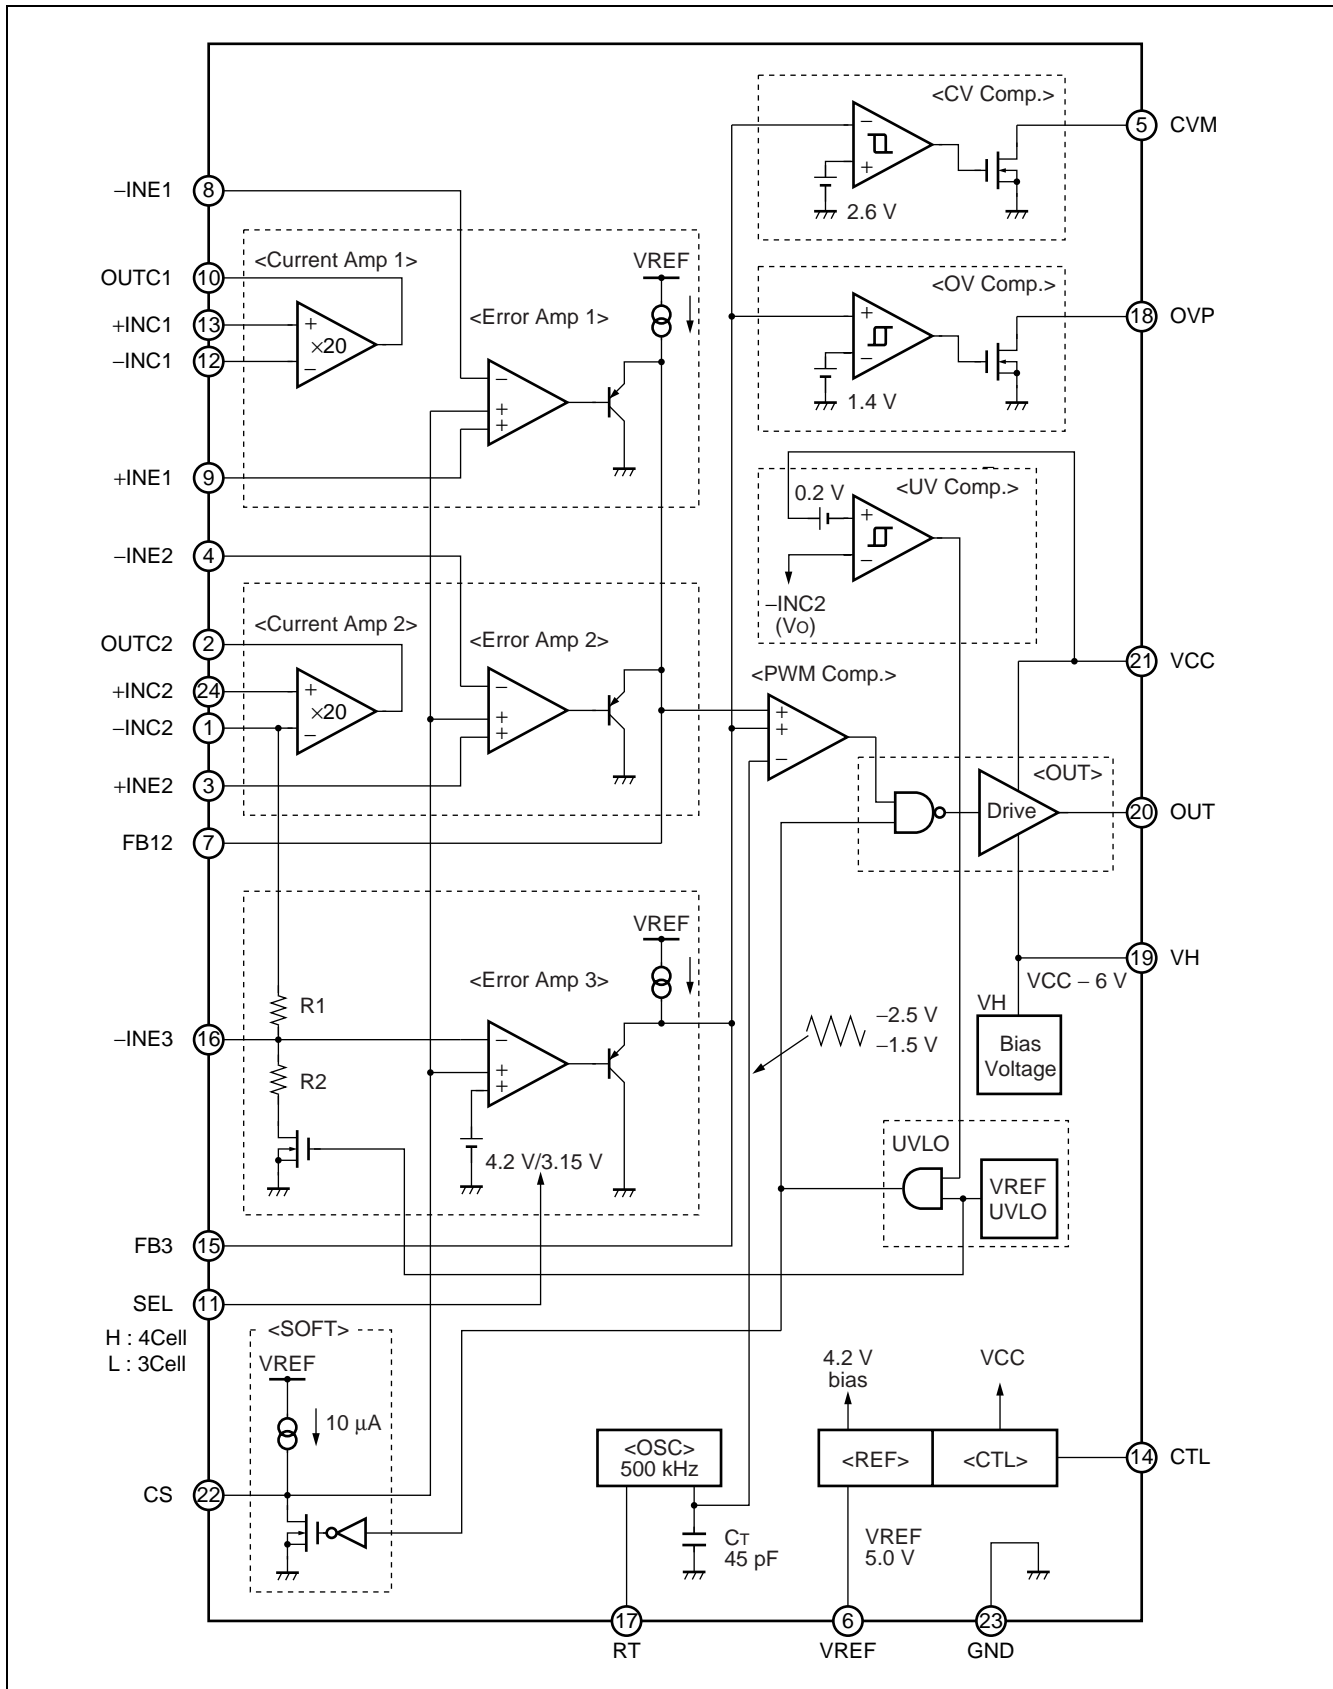 <CV Comp.>
−
+
2.6 V
5 CVM
−INE1 8
<Current Amp 1>
OUTC1 10
+INC1 13
−INC1 12
+
×20
−
<Error Amp 1>
VREF
−
+
+
+INE1 9
<OV Comp.>
+
−
1.4 V
18 OVP
<UV Comp.>
0.2 V
+
−
−INC2
(VO)
−INE2 4
<Current Amp 2>
OUTC2 2
+INC2 24
−INC2 1
+
×20
−
<Error Amp 2>
−
+
+
+INE2 3
FB12 7
21 VCC
<PWM Comp.>
+
+
−
<OUT>
Drive
20 OUT
VREF
<Error Amp 3>
R1
−INE3 16
R2
−
+
+
4.2 V/3.15 V
19 VH
VCC − 6 V
VH
Bias
Voltage
−2.5 V
−1.5 V
UVLO
VREF
UVLO
FB3 15
SEL 11
H : 4Cell
L : 3Cell
<SOFT>
VREF
10 μA
CS 22
<OSC>
500 kHz
CT
45 pF
4.2 V
bias
VCC
<REF>
<CTL>
14 CTL
VREF
5.0 V
17
RT
6
VREF
23
GND